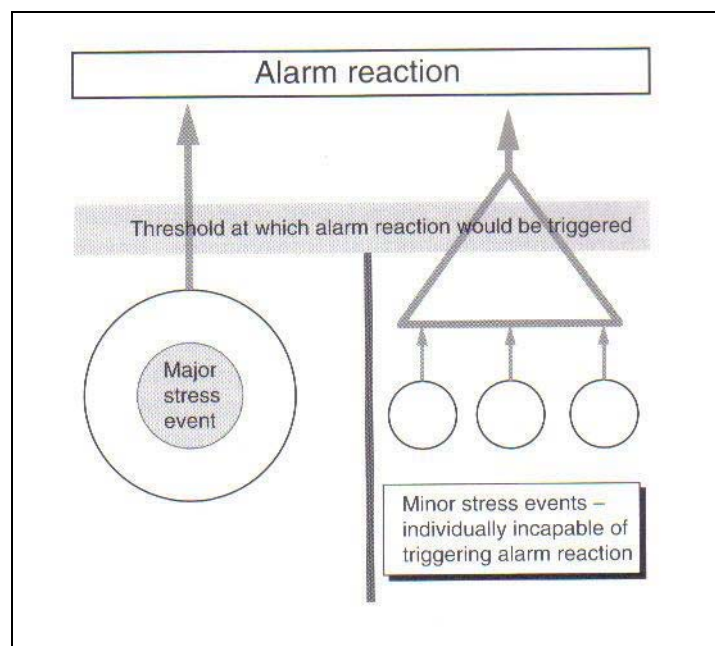 Alarm reaction
Threshold at which alarm reaction would be triggered
Major
stress
event
Minor stress events –
individually incapable of
triggering alarm reaction